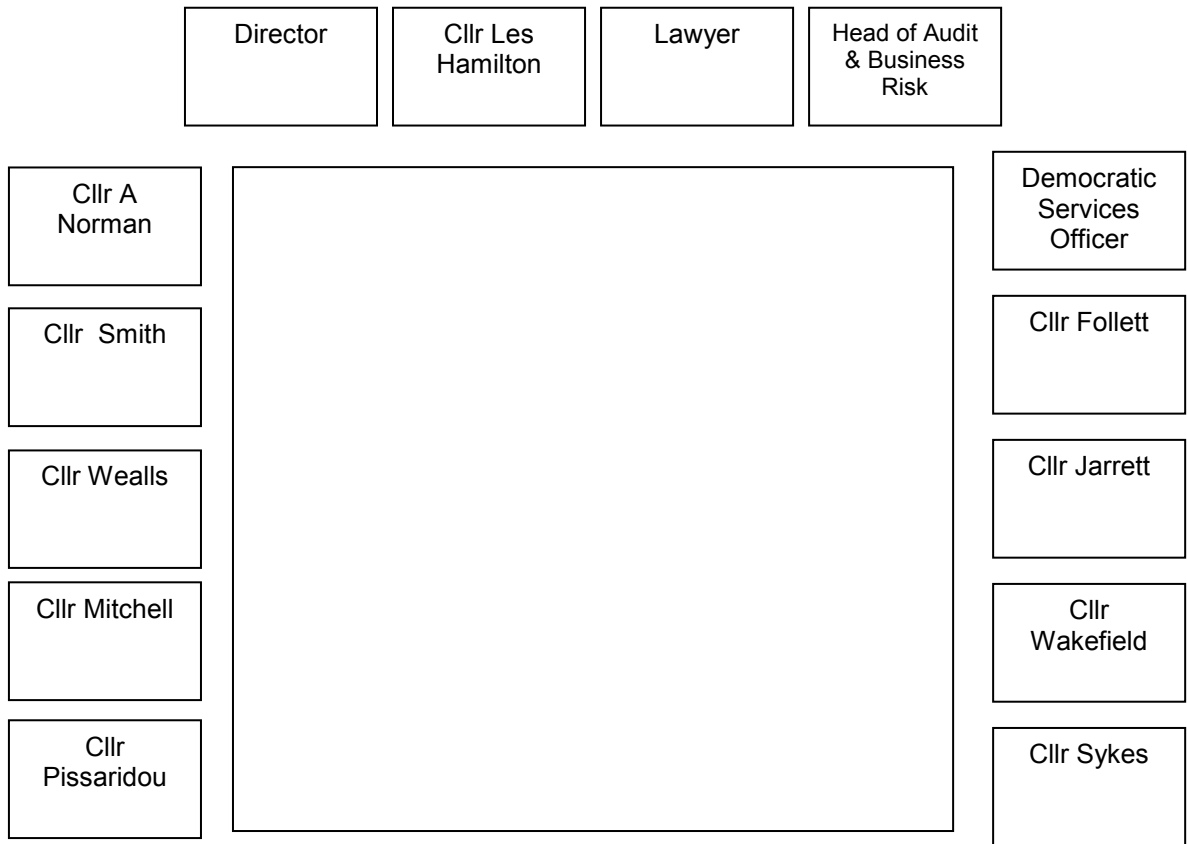 Director
Cllr Les
Hamilton
Lawyer
Head of Audit
& Business
Risk
Cllr A
Norman
Cllr Smith
Cllr Wealls
Cllr Mitchell
Cllr
Pissaridou
Democratic
Services
Officer
Cllr Follett
Cllr Jarrett
Cllr
Wakefield
Cllr Sykes